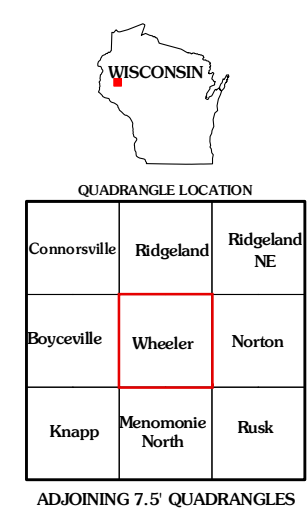 WISCONSIN
QUADRANGLE LOCATION
Connorsville
Ridgeland
Ridgeland
NE
Boyceville
Wheeler
Norton
Knapp
Menomonie
North
Rusk
ADJOINING 7.5' QUADRANGLES